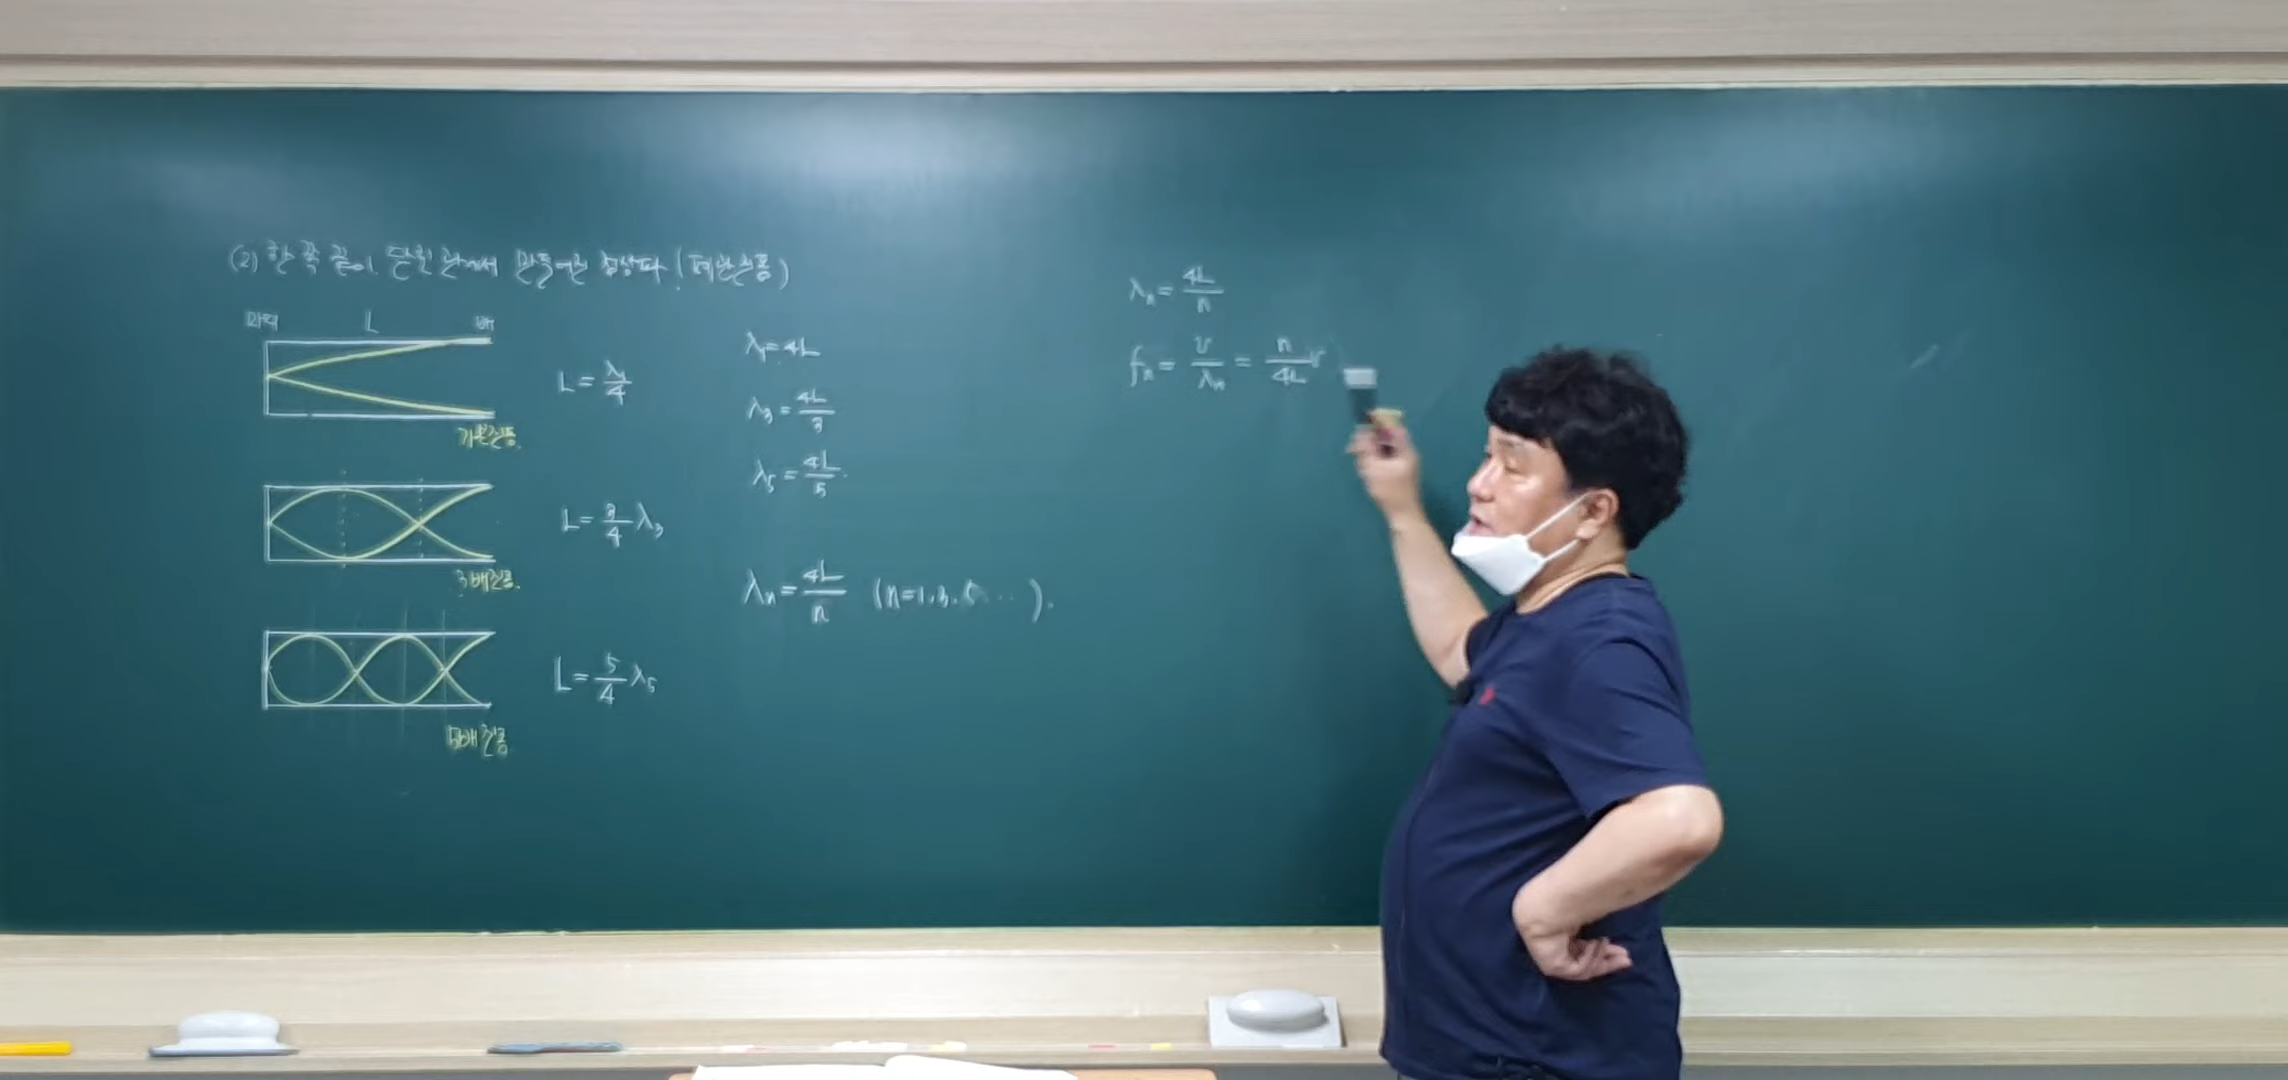 (2) 한쪽 끝이 닫힌 관에서 만들어진 정상파 (폐관진동)
마디 L 배
L = λ₁/4
기본진동.
L = 3/4 λ₃
3배진동.
L = 5/4 λ₅
5배진동
λ₁ = 4L
λ₃ = 4L/3
λ₅ = 4L/5
λₙ = 4L/n (n=1.3.5 ⋯ ).
λₙ = 4L/n
fₙ = v/λₙ = n/4L v